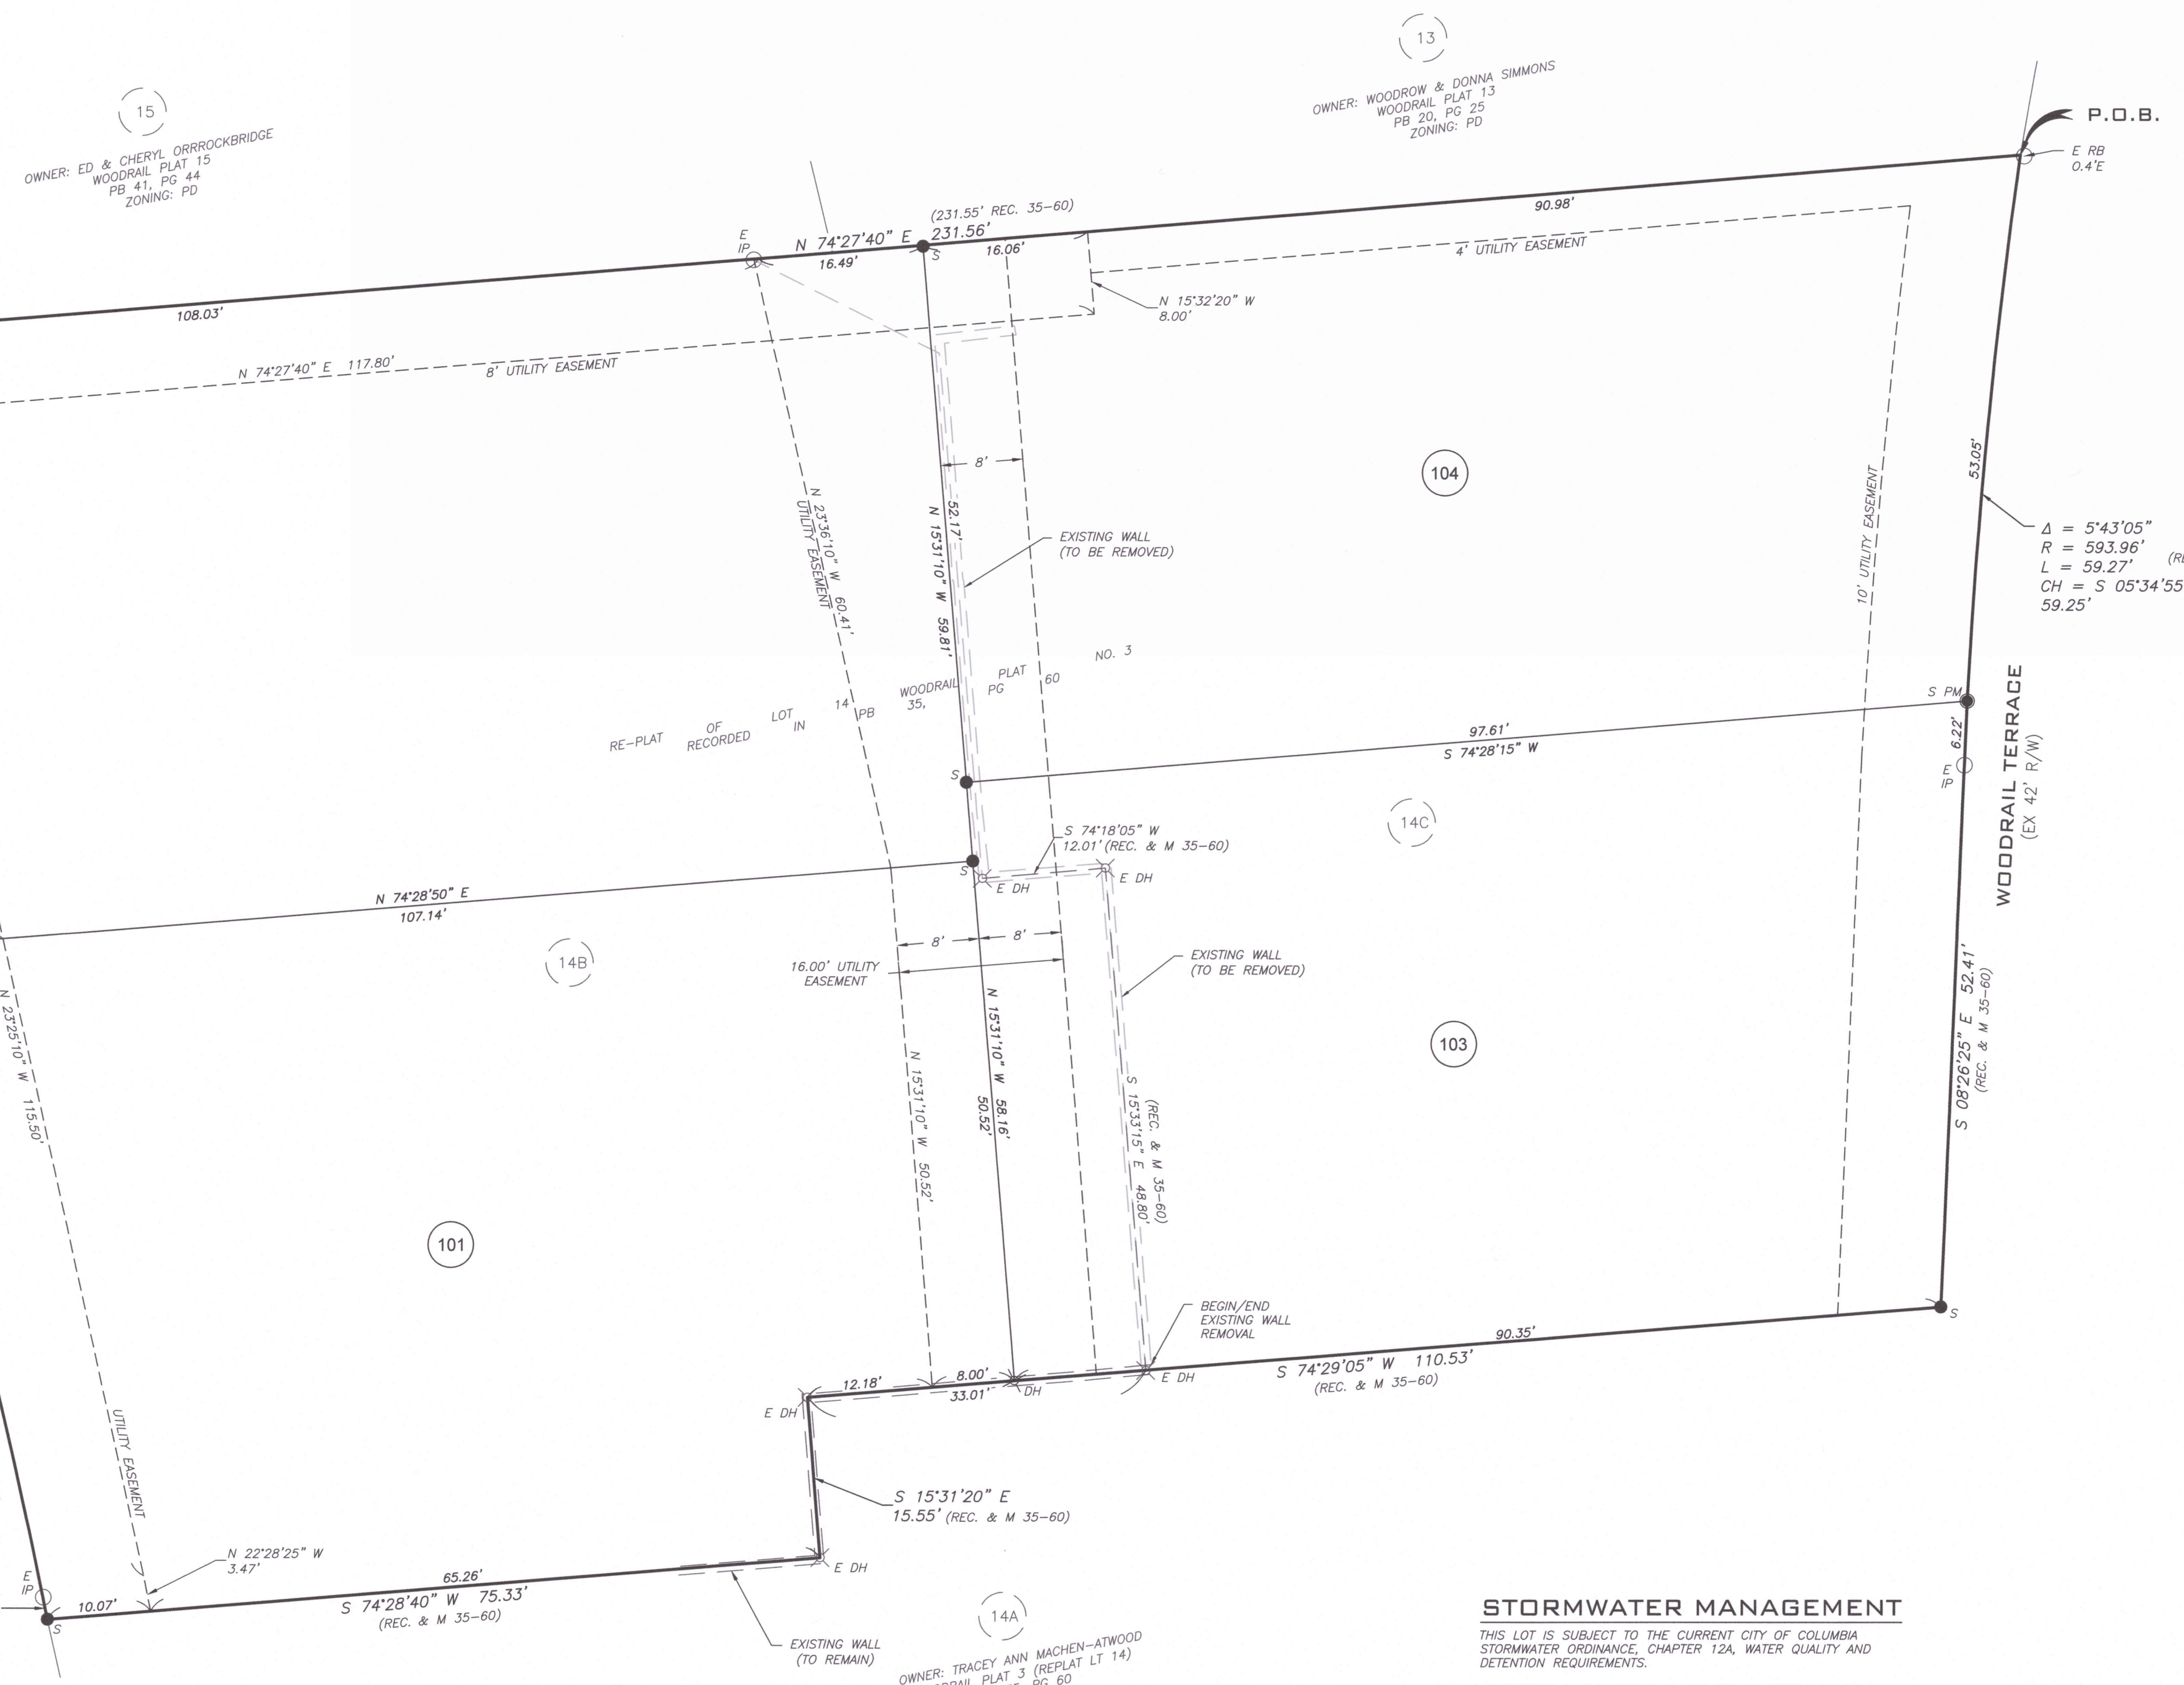 13
OWNER: WOODROW & DONNA SIMMONS
WOODRAIL PLAT 13
PB 20, PG 25
ZONING: PD
15
OWNER: ED & CHERYL ORRROCKBRIDGE
WOODRAIL PLAT 15
PB 41, PG 44
ZONING: PD
P.O.B.
E RB
0.4'E
(231.55' REC. 35-60)
N 74°27'40" E 231.56'
E
IP
16.49'
S
16.06'
90.98'
4' UTILITY EASEMENT
108.03'
N 15°32'20" W
8.00'
N 74°27'40" E 117.80'
8' UTILITY EASEMENT
8'
104
53.05'
10' UTILITY EASEMENT
N 23°36'10" W 60.41'
UTILITY EASEMENT
52.17'
N 15°31'10" W 59.81'
EXISTING WALL
(TO BE REMOVED)
Δ = 5°43'05"
R = 593.96'
L = 59.27'
CH = S 05°34'55
59.25'
RE-PLAT OF LOT 14 WOODRAIL PLAT NO. 3
RECORDED IN PB 35, PG 60
S PM
97.61'
S 74°28'15" W
6.22'
E
IP
WOODRAIL TERRACE
(EX 42' R/W)
S
14C
S 74°18'05" W
12.01' (REC. & M 35-60)
S
E DH
E DH
N 74°28'50" E
107.14'
14B
8'
8'
16.00' UTILITY
EASEMENT
EXISTING WALL
(TO BE REMOVED)
N 23°25'10" W 115.50'
N 15°31'10" W 50.52'
N 15°31'10" W 58.16'
50.52'
(REC. & M 35-60)
S 15°33'15" E 48.80'
103
S 08°26'25" E 52.41'
(REC. & M 35-60)
101
BEGIN/END
EXISTING WALL
REMOVAL
S
90.35'
S 74°29'05" W 110.53'
(REC. & M 35-60)
12.18'
8.00'
33.01'
DH
E DH
E DH
UTILITY EASEMENT
S 15°31'20" E
15.55' (REC. & M 35-60)
N 22°28'25" W
3.47'
E DH
E
IP
10.07'
S
65.26'
S 74°28'40" W 75.33'
(REC. & M 35-60)
EXISTING WALL
(TO REMAIN)
14A
OWNER: TRACEY ANN MACHEN-ATWOOD
PLAT 3 (REPLAT LT 14)
PG 60
STORMWATER MANAGEMENT
THIS LOT IS SUBJECT TO THE CURRENT CITY OF COLUMBIA
STORMWATER ORDINANCE, CHAPTER 12A, WATER QUALITY AND
DETENTION REQUIREMENTS.